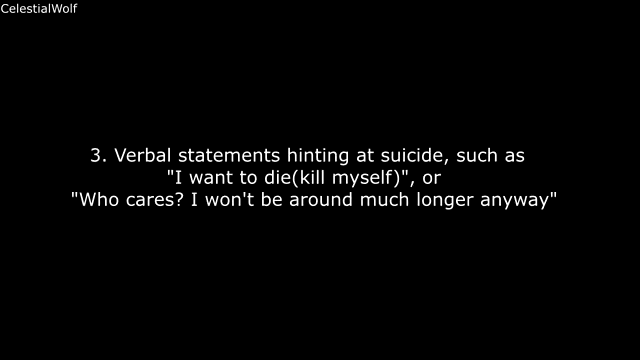 CelestialWolf
3. Verbal statements hinting at suicide, such as
"I want to die(kill myself)", or
"Who cares? I won't be around much longer anyway"